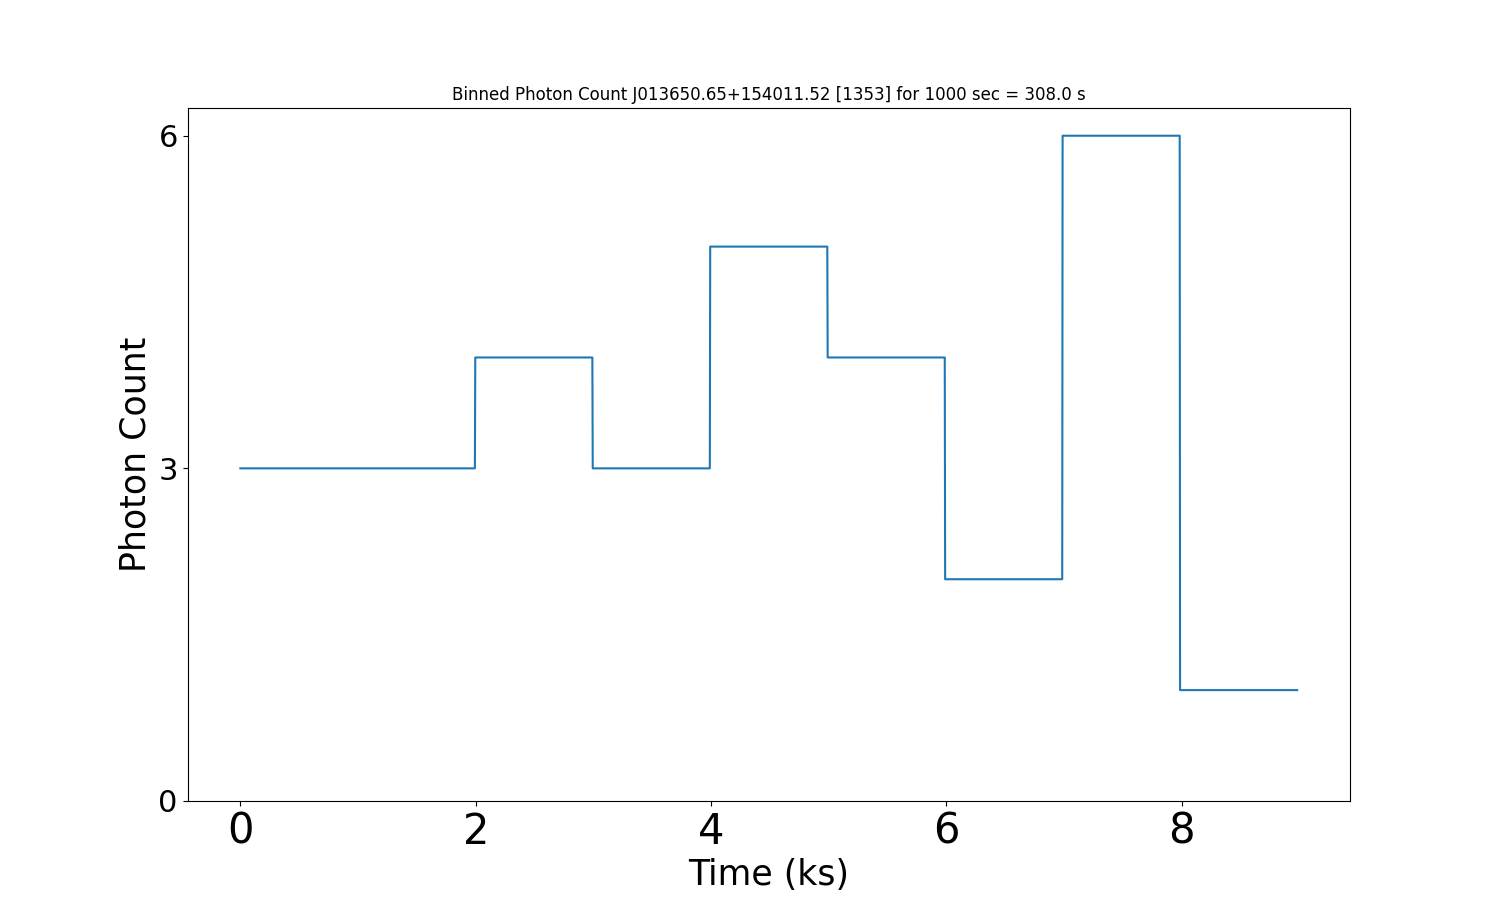 Binned Photon Count J013650.65+154011.52 [1353] for 1000 sec = 308.0 s
6
3
0
Photon Count
0 2 4 6 8
Time (ks)